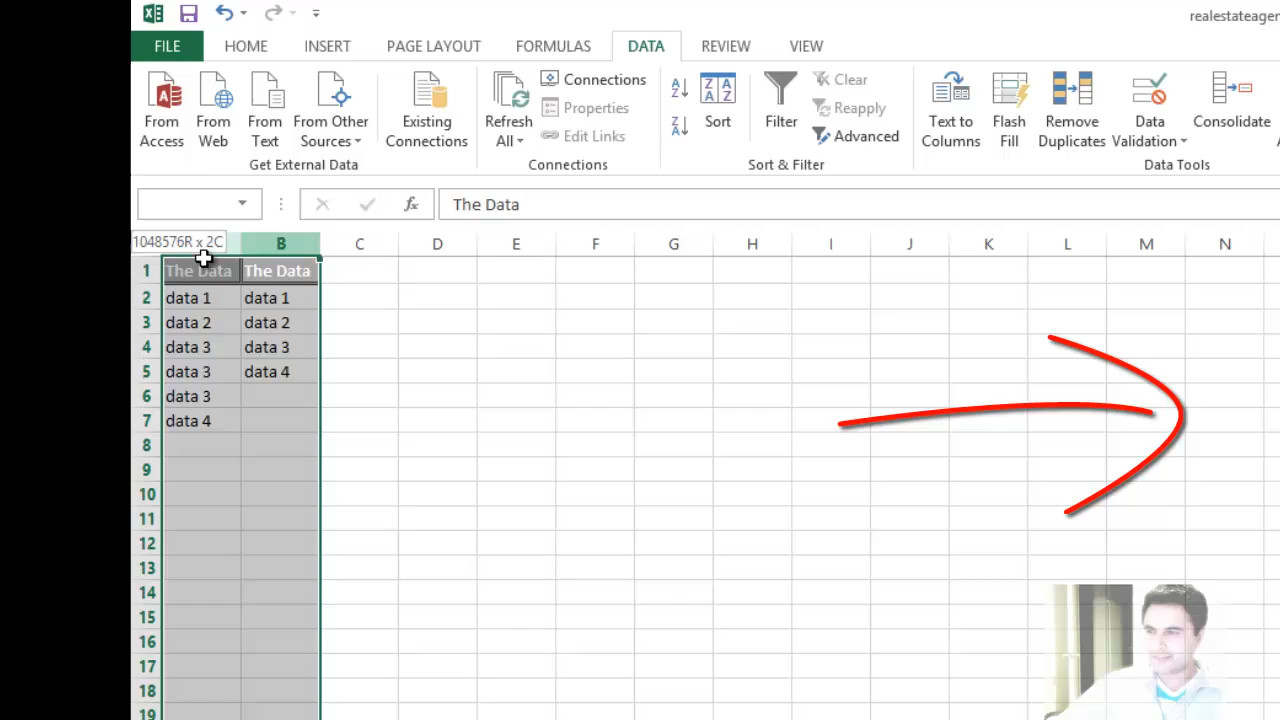 realestateager
FILE HOME INSERT PAGE LAYOUT FORMULAS DATA REVIEW VIEW
From Access
From Web
From Text
From Other Sources
Get External Data
Existing Connections
Refresh All
Connections
Properties
Edit Links
Connections
Sort
Filter
Clear
Reapply
Advanced
Sort & Filter
Text to Columns
Flash Fill
Remove Duplicates
Data Validation
Consolidate
Data Tools
fx The Data
1048576R x 2C B C D E F G H I J K L M N
1 The Data The Data
2 data 1 data 1
3 data 2 data 2
4 data 3 data 3
5 data 3 data 4
6 data 3
7 data 4
8
9
10
11
12
13
14
15
16
17
18
19